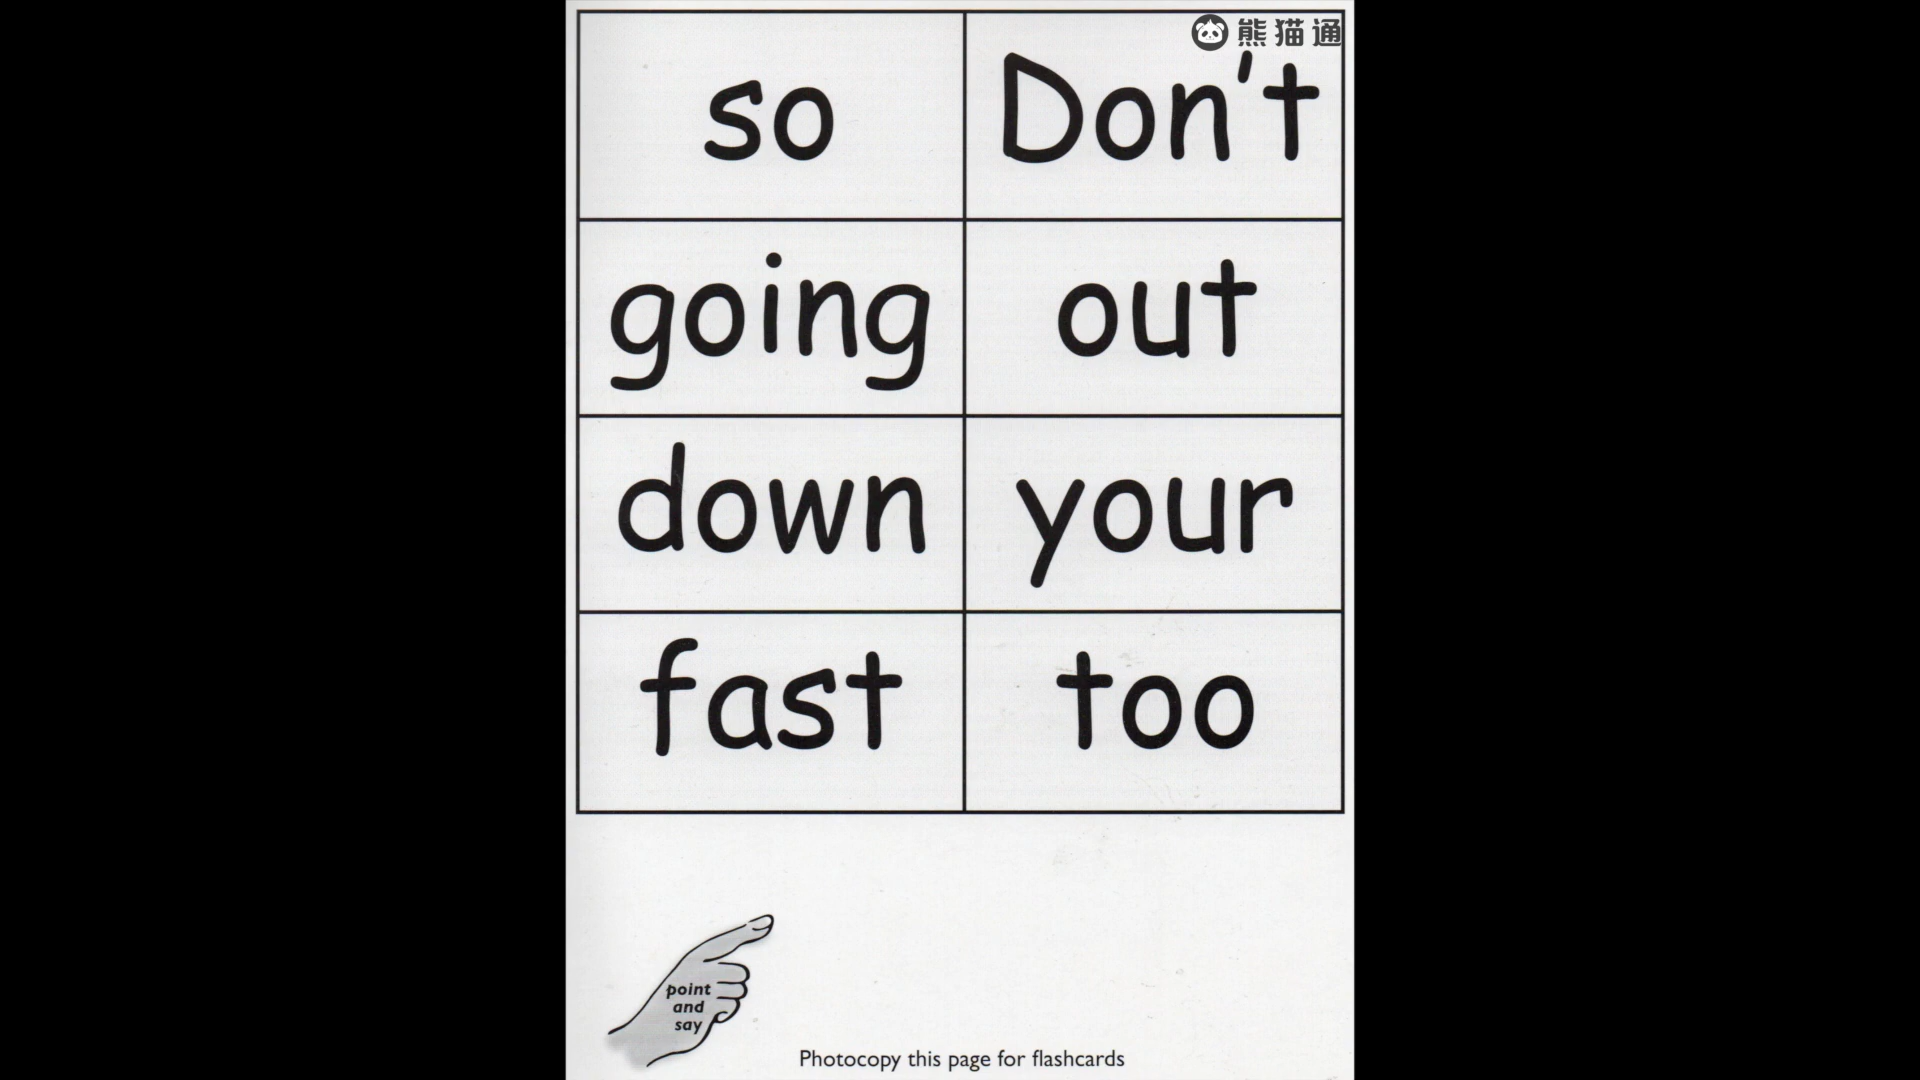 熊猫通
so
Don't
going
out
down
your
fast
too
point
and
say
Photocopy this page for flashcards